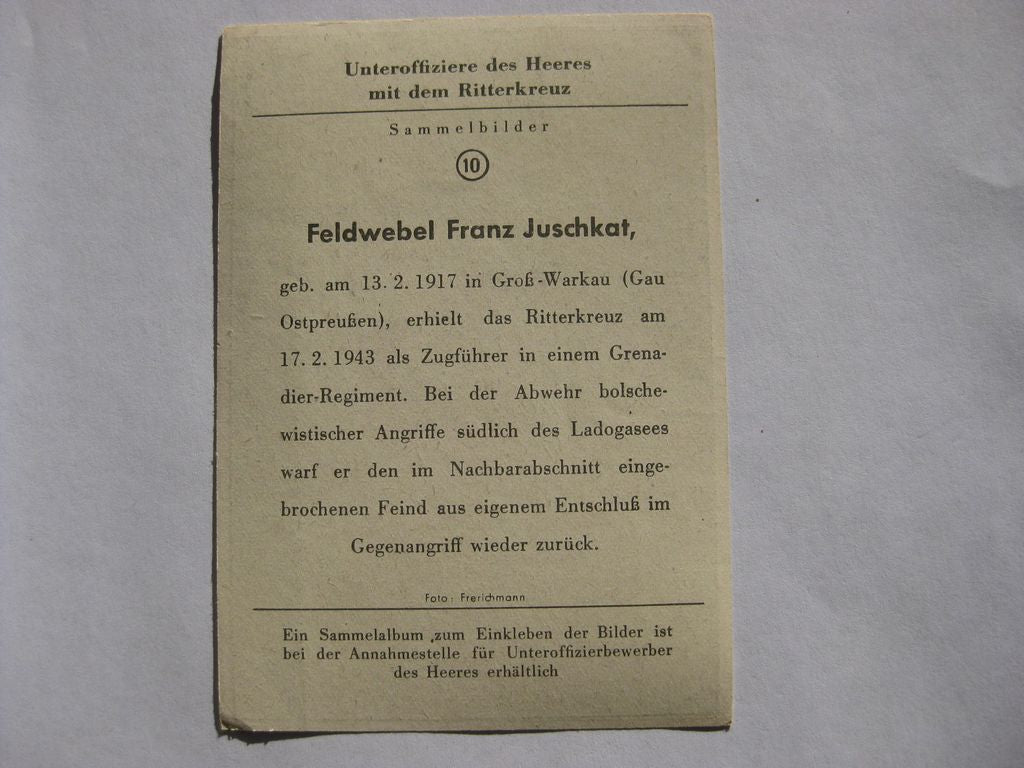 Unteroffiziere des Heeres
mit dem Ritterkreuz
Sammelbilder
10
Feldwebel Franz Juschkat,
geb. am 13. 2. 1917 in Groß-Warkau (Gau
Ostpreußen), erhielt das Ritterkreuz am
17. 2. 1943 als Zugführer in einem Grena-
dier-Regiment. Bei der Abwehr bolsche-
wistischer Angriffe südlich des Ladogasees
warf er den im Nachbarabschnitt einge-
brochenen Feind aus eigenem Entschluß im
Gegenangriff wieder zurück.
Foto: Frerichmann
Ein Sammelalbum zum Einkleben der Bilder ist
bei der Annahmestelle für Unteroffizierbewerber
des Heeres erhältlich